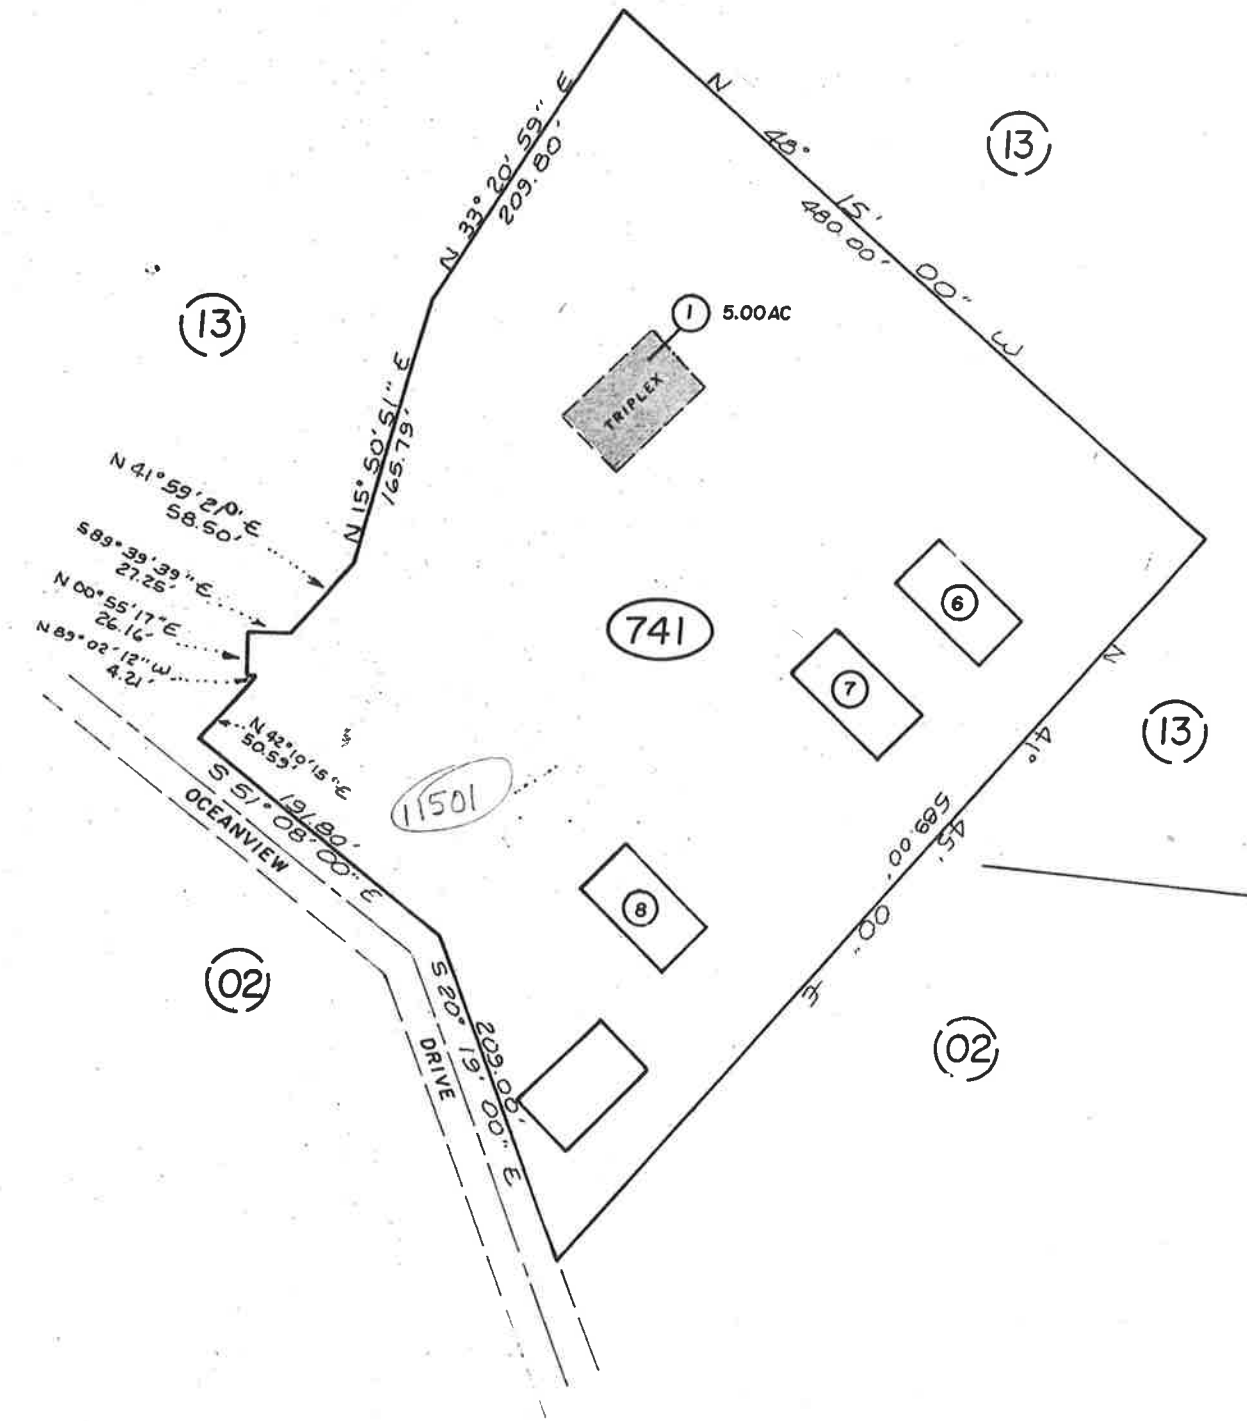 N 33° 20' 59" E
209.80'
N 48° 15' 00" W
480.00'
13
13
1 5.00AC
TRIPLEX
N 15° 50' 51" E
165.79'
N 41° 59' E
58.50'
S 89° 39' 39" E
27.25'
N 00° 55' 17" E
26.16'
N 89° 02' 12" W
4.21'
N 42° 10' 15" E
50.59'
741
6
7
13
N 41° 45' 00" E
589.00'
11501
191.80'
S 51° 08' 00" E
OCEANVIEW
8
02
02
209.00'
S 20° 19' 00" E
DRIVE